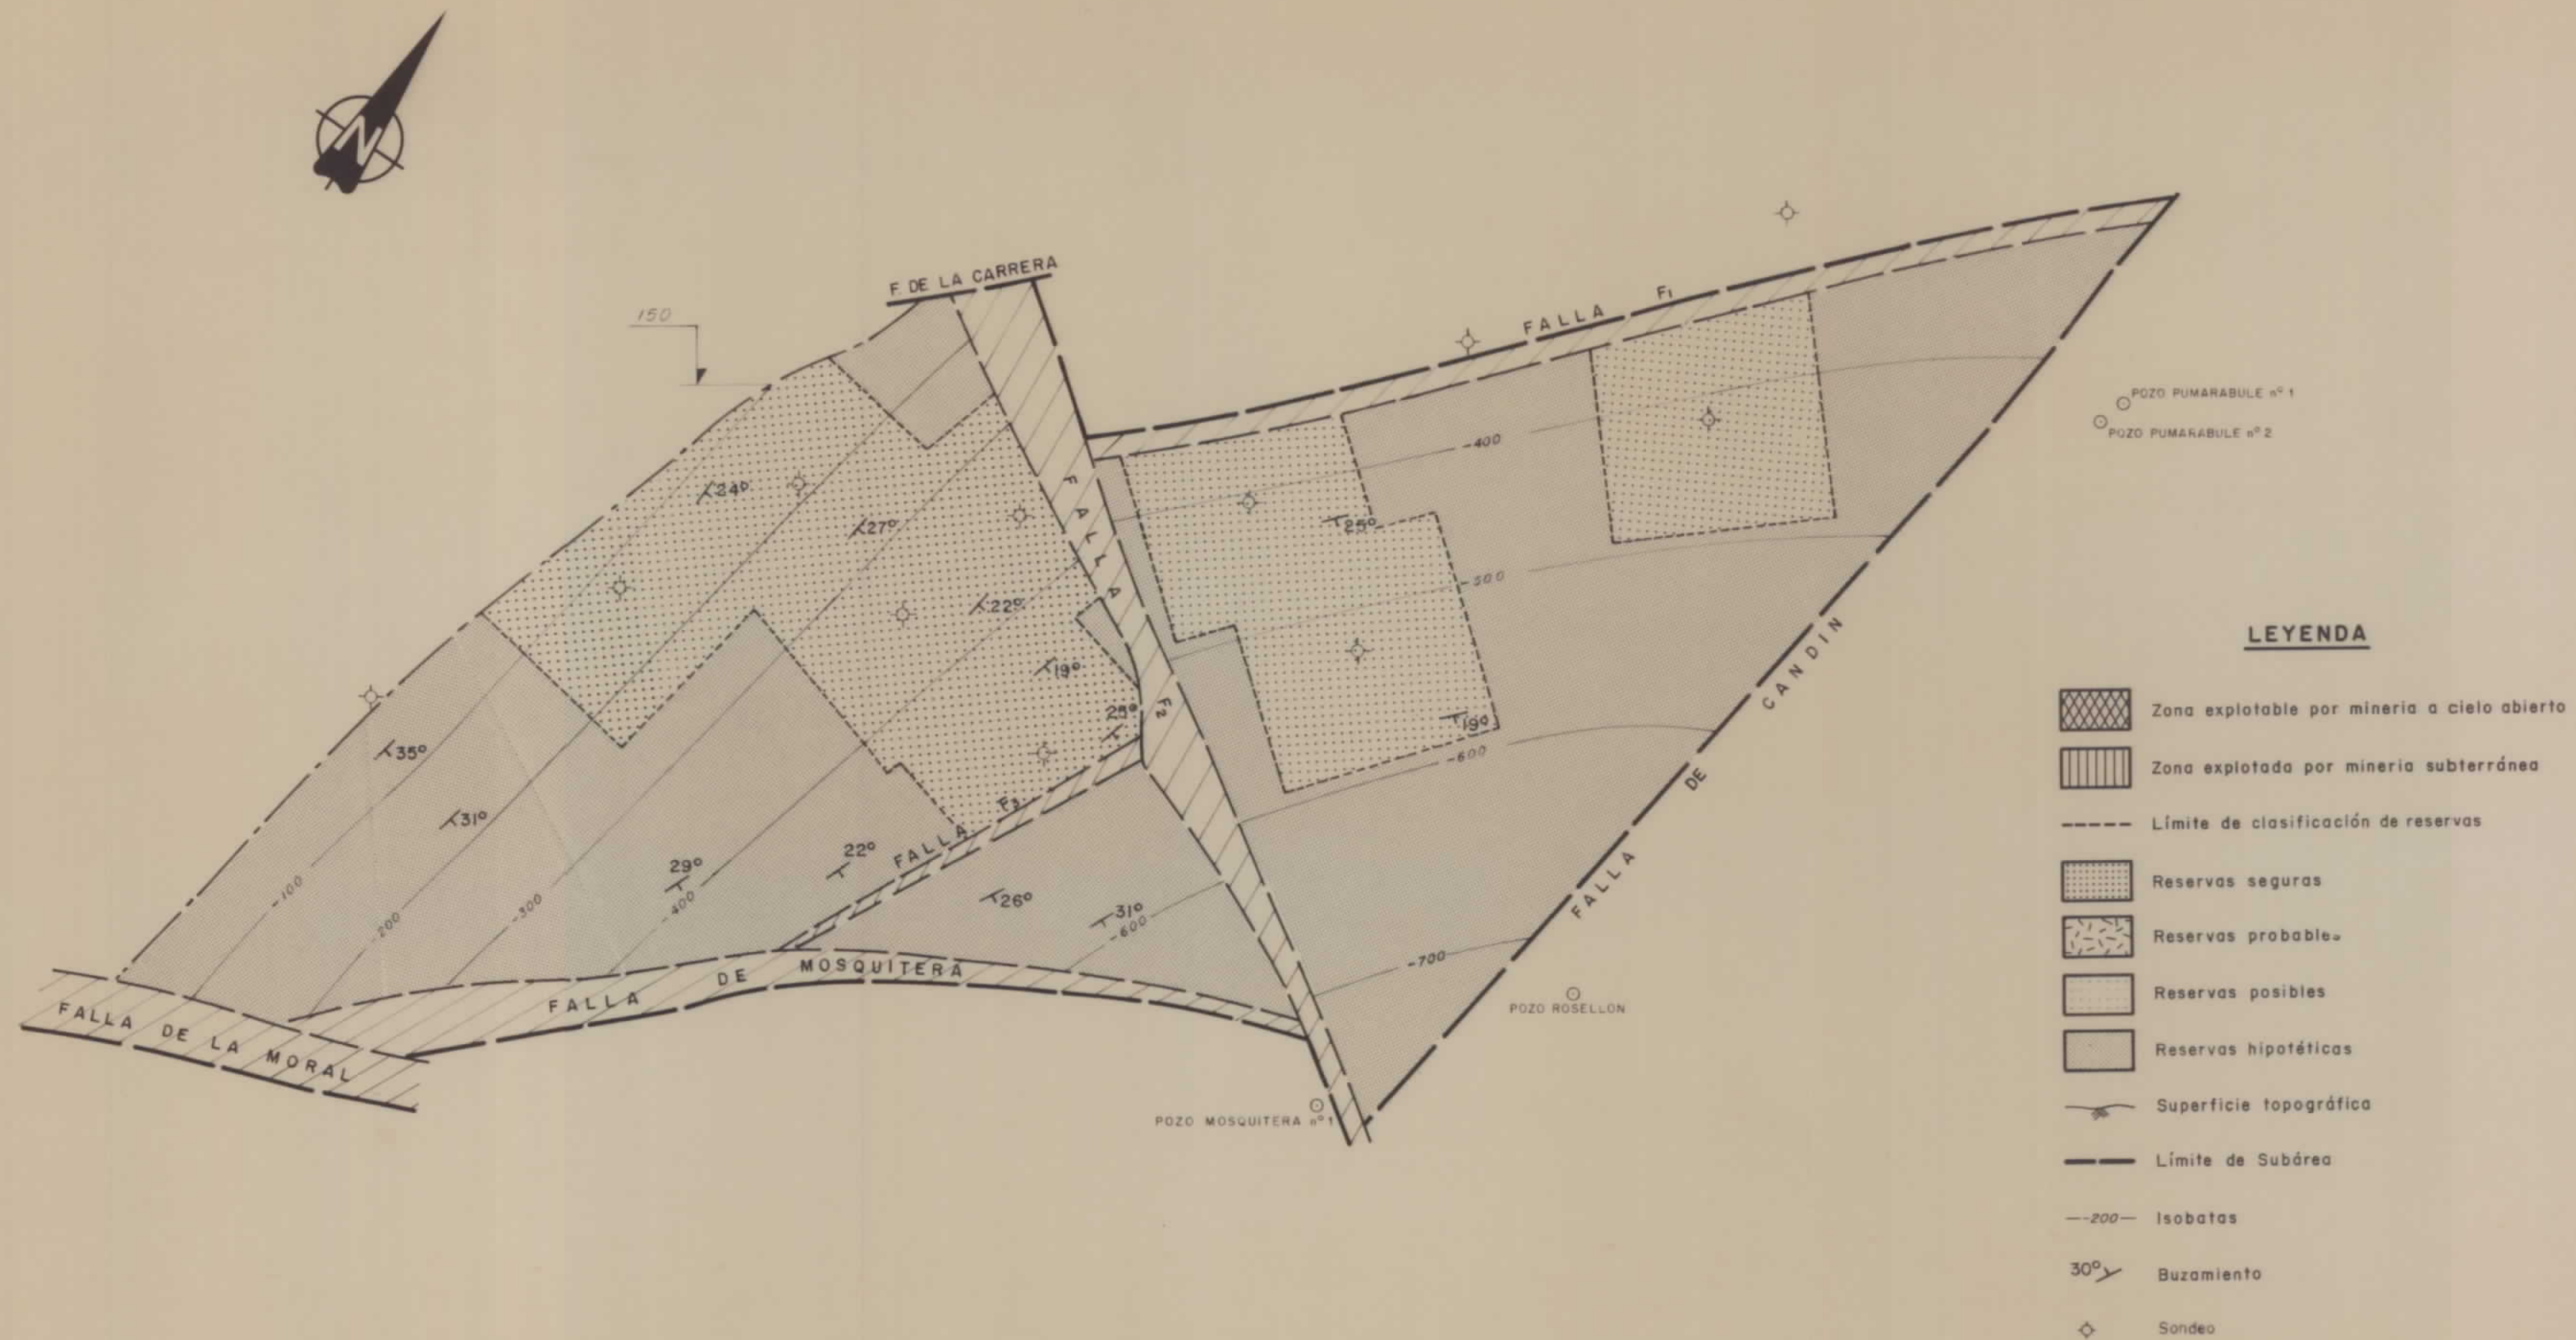 N
F. DE LA CARRERA
150
FALLA F1
POZO PUMARABULE nº 1
POZO PUMARABULE nº 2
-400
24º
FALLA F2
27º
25º
-500
22º
19º
25º
19º
-600
FALLA DE CANDIN
35º
31º
FALLA F3
22º
29º
-100
-200
-300
-400
26º
31º
-600
-700
FALLA DE MOSQUITERA
POZO ROSELLON
FALLA DE LA MORAL
POZO MOSQUITERA nº 1
LEYENDA
Zona explotable por mineria a cielo abierto
Zona explotada por mineria subterránea
Límite de clasificación de reservas
Reservas seguras
Reservas probables
Reservas posibles
Reservas hipotéticas
Superficie topográfica
Límite de Subárea
-200 Isobatas
30º Buzamiento
Sondeo